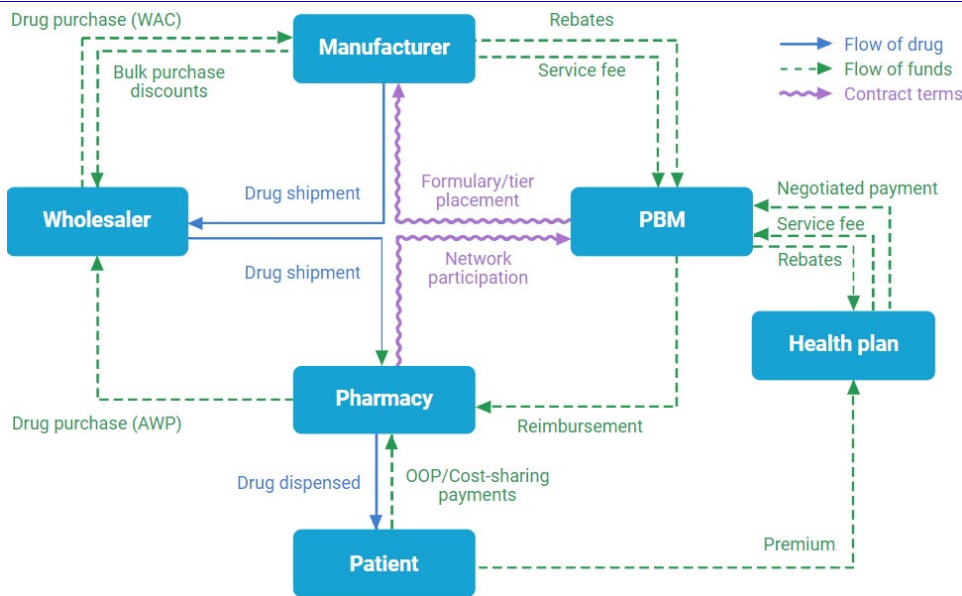 Drug purchase (WAC)
Manufacturer
Rebates
Bulk purchase
discounts
Service fee
Flow of drug
Flow of funds
Contract terms
Wholesaler
Drug shipment
Formulary/tier
placement
PBM
Negotiated payment
Service fee
Rebates
Drug shipment
Network
participation
Health plan
Pharmacy
Drug purchase (AWP)
Reimbursement
Drug dispensed
OOP/Cost-sharing
payments
Patient
Premium